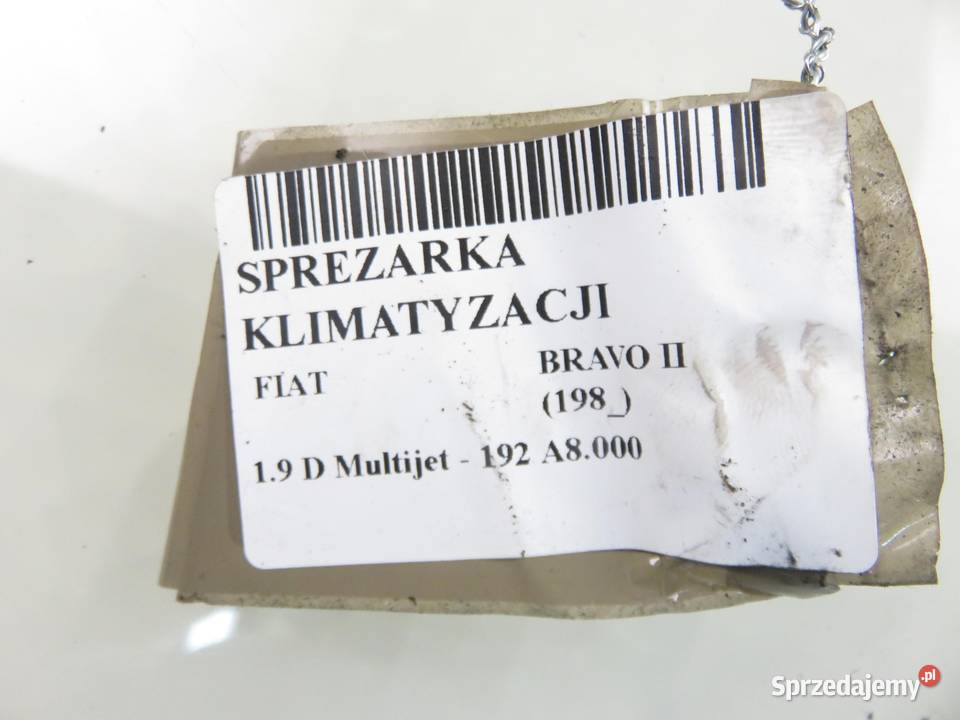 SPREZARKA
KLIMATYZACJI
FIAT BRAVO II
(198_)
1.9 D Multijet - 192 A8.000
Sprzedajemy.pl